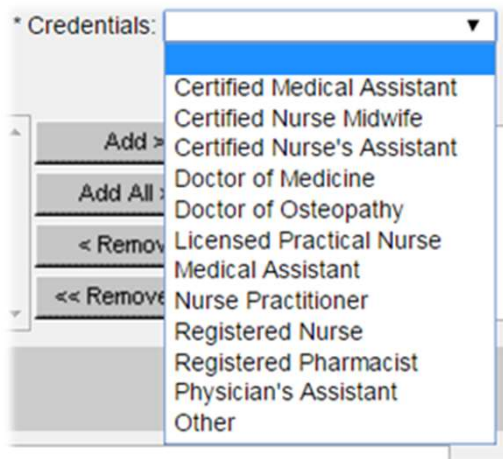 * Credentials:
Certified Medical Assistant
Certified Nurse Midwife
Certified Nurse's Assistant
Doctor of Medicine
Doctor of Osteopathy
Licensed Practical Nurse
Medical Assistant
Nurse Practitioner
Registered Nurse
Registered Pharmacist
Physician's Assistant
Other
Add >
Add All >
< Remov
<< Remove